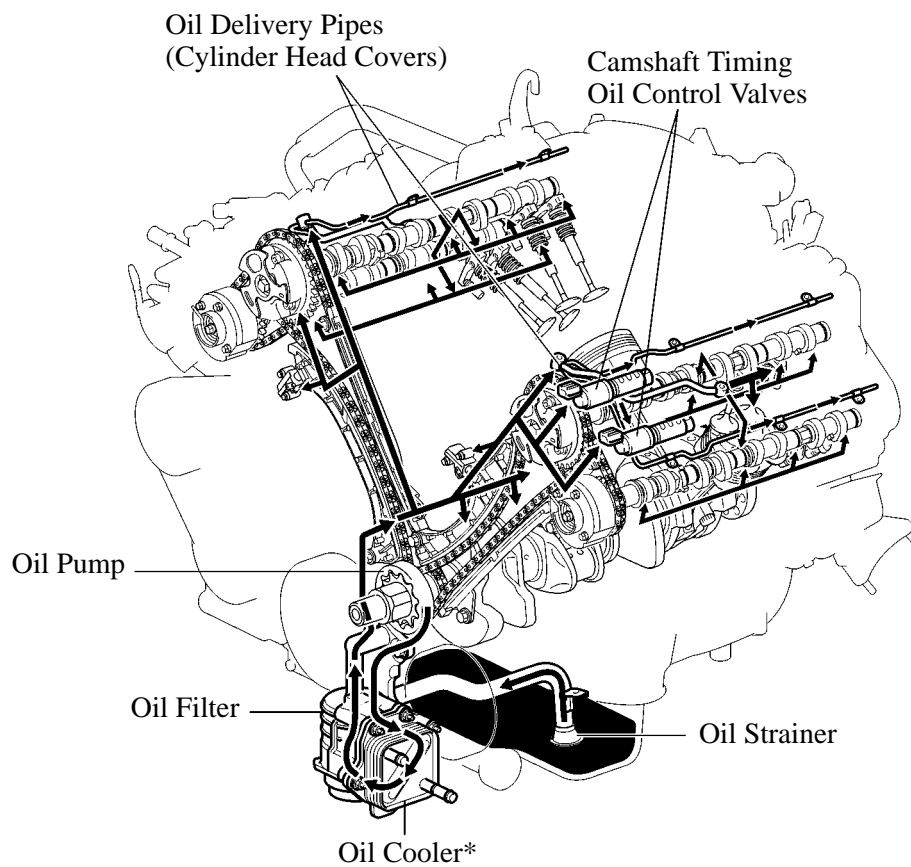 Oil Delivery Pipes
(Cylinder Head Covers)
Camshaft Timing
Oil Control Valves
Oil Pump
Oil Filter
Oil Strainer
Oil Cooler*